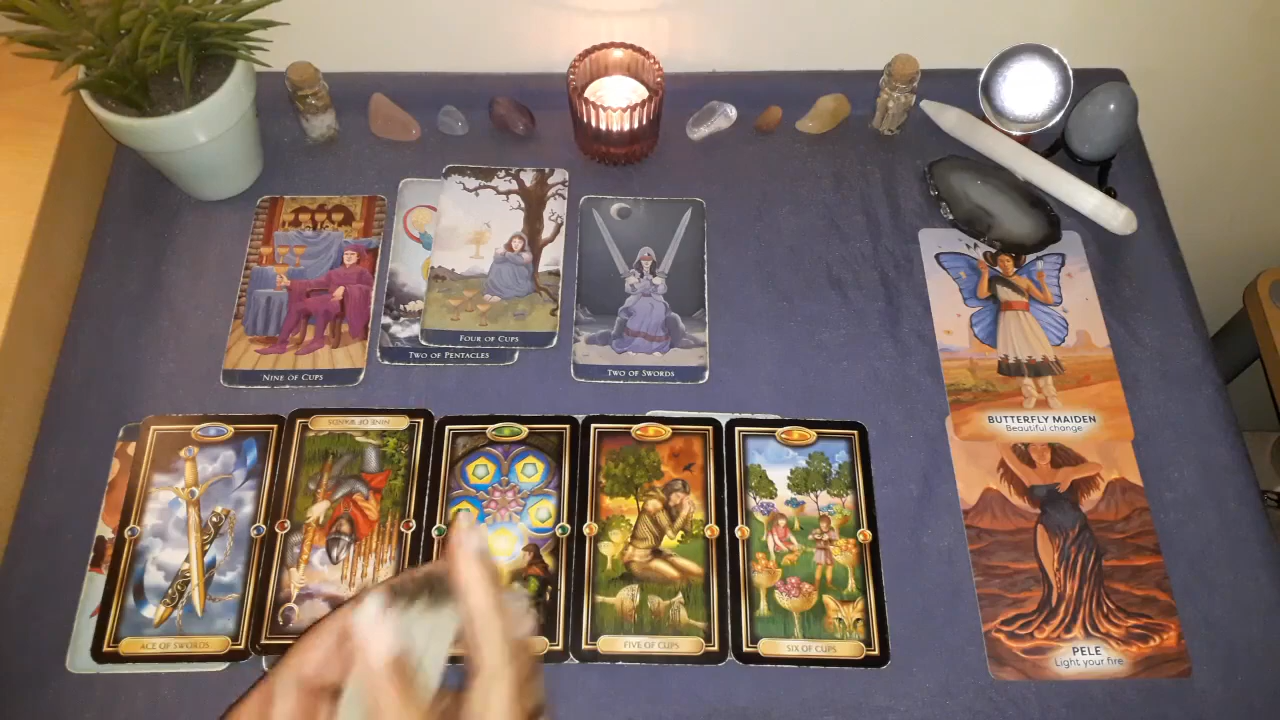 NINE OF CUPS
TWO OF PENTACLES
FOUR OF CUPS
TWO OF SWORDS
BUTTERFLY MAIDEN
Beautiful change
ACE OF SWORDS
NINE OF WANDS
FIVE OF CUPS
SIX OF CUPS
PELE
Light your fire